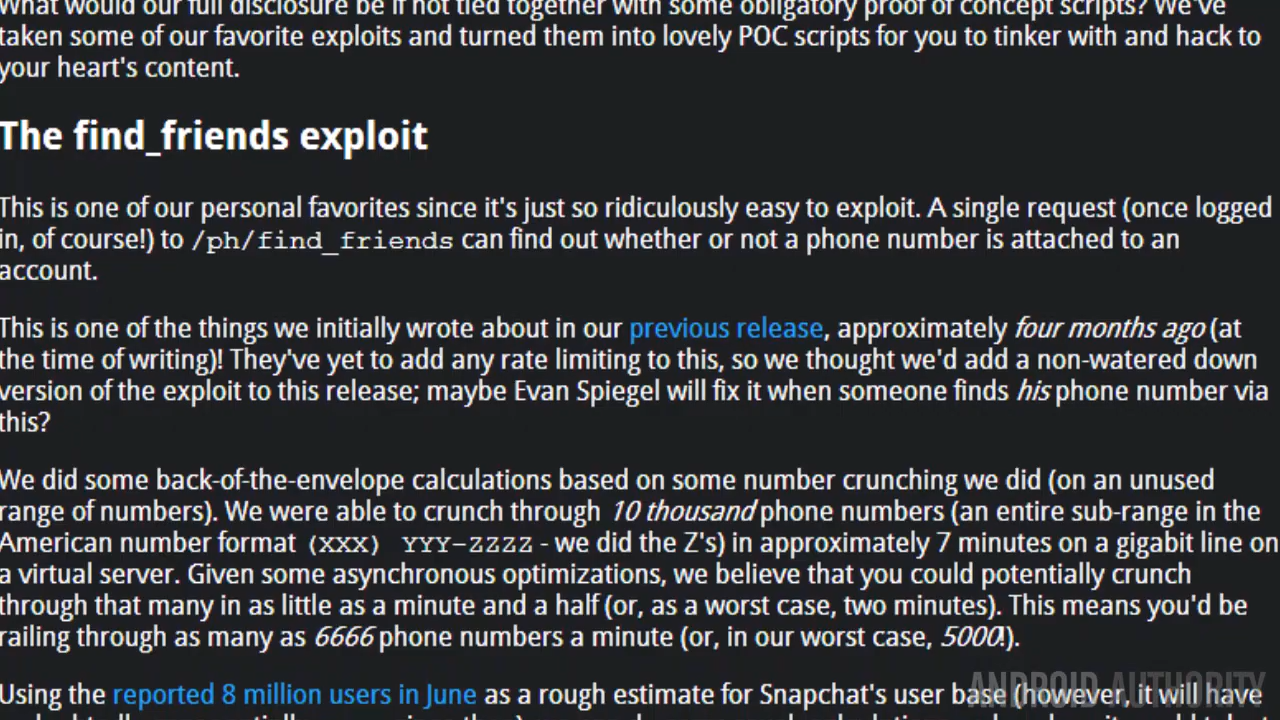 What would our full disclosure be if not tied together with some obligatory proof of concept scripts? We've
taken some of our favorite exploits and turned them into lovely POC scripts for you to tinker with and hack to
your heart's content.
The find_friends exploit
This is one of our personal favorites since it's just so ridiculously easy to exploit. A single request (once logged
in, of course!) to /ph/find_friends can find out whether or not a phone number is attached to an
account.
This is one of the things we initially wrote about in our previous release, approximately four months ago (at
the time of writing)! They've yet to add any rate limiting to this, so we thought we'd add a non-watered down
version of the exploit to this release; maybe Evan Spiegel will fix it when someone finds his phone number via
this?
We did some back-of-the-envelope calculations based on some number crunching we did (on an unused
range of numbers). We were able to crunch through 10 thousand phone numbers (an entire sub-range in the
American number format (XXX) YYY-ZZZZ - we did the Z's) in approximately 7 minutes on a gigabit line on
a virtual server. Given some asynchronous optimizations, we believe that you could potentially crunch
through that many in as little as a minute and a half (or, as a worst case, two minutes). This means you'd be
railing through as many as 6666 phone numbers a minute (or, in our worst case, 5000!).
Using the reported 8 million users in June as a rough estimate for Snapchat's user base (however, it will have
ANDROID AUTHORITY